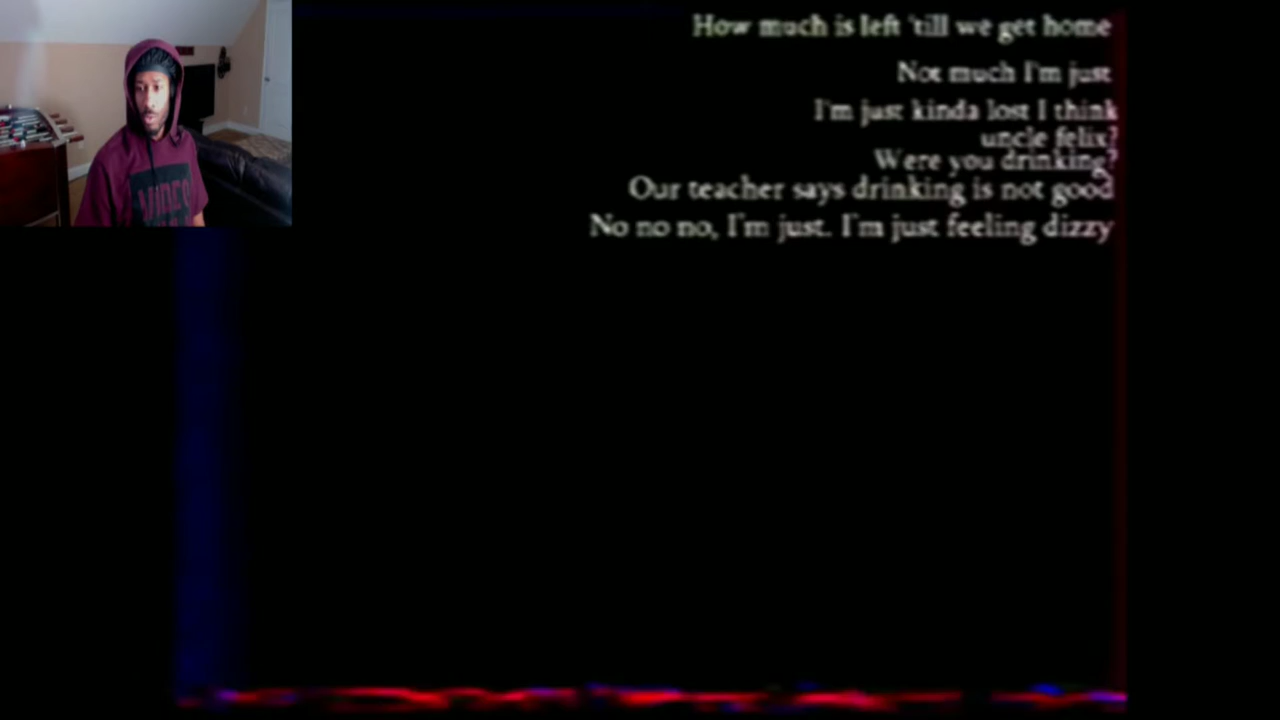 How much is left 'till we get home
Not much I'm just
I'm just kinda lost I think
uncle felix?
Were you drinking?
Our teacher says drinking is not good
No no no, I'm just. I'm just feeling dizzy